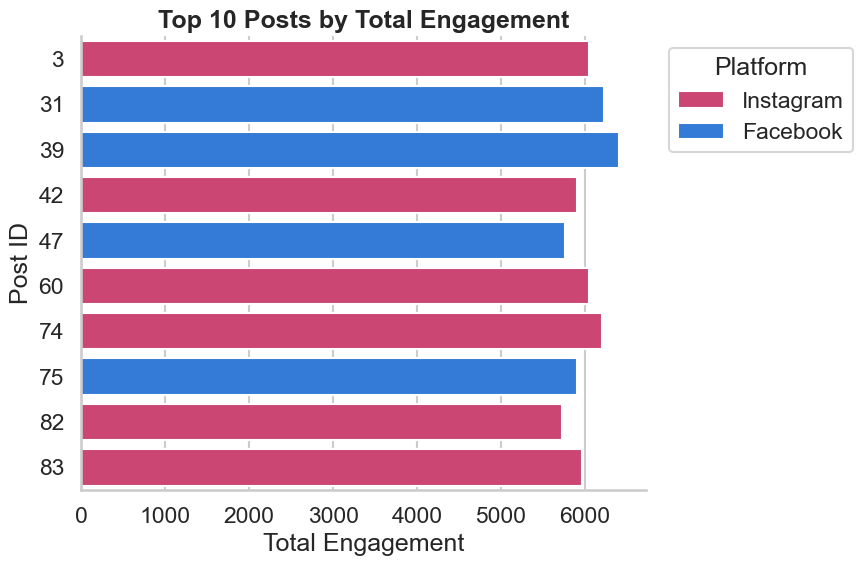 Top 10 Posts by Total Engagement
Platform
Instagram
Facebook
Post ID
3
31
39
42
47
60
74
75
82
83
0 1000 2000 3000 4000 5000 6000
Total Engagement